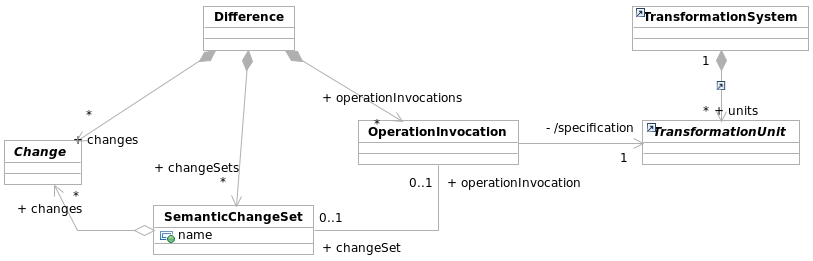 Difference
TransformationSystem
1
+ operationInvocations
*
*
* + units
OperationInvocation
- /specification
TransformationUnit
+ changes
Change
1
+ changeSets
*
0..1
+ operationInvocation
*
+ changes
SemanticChangeSet
0..1
name
+ changeSet